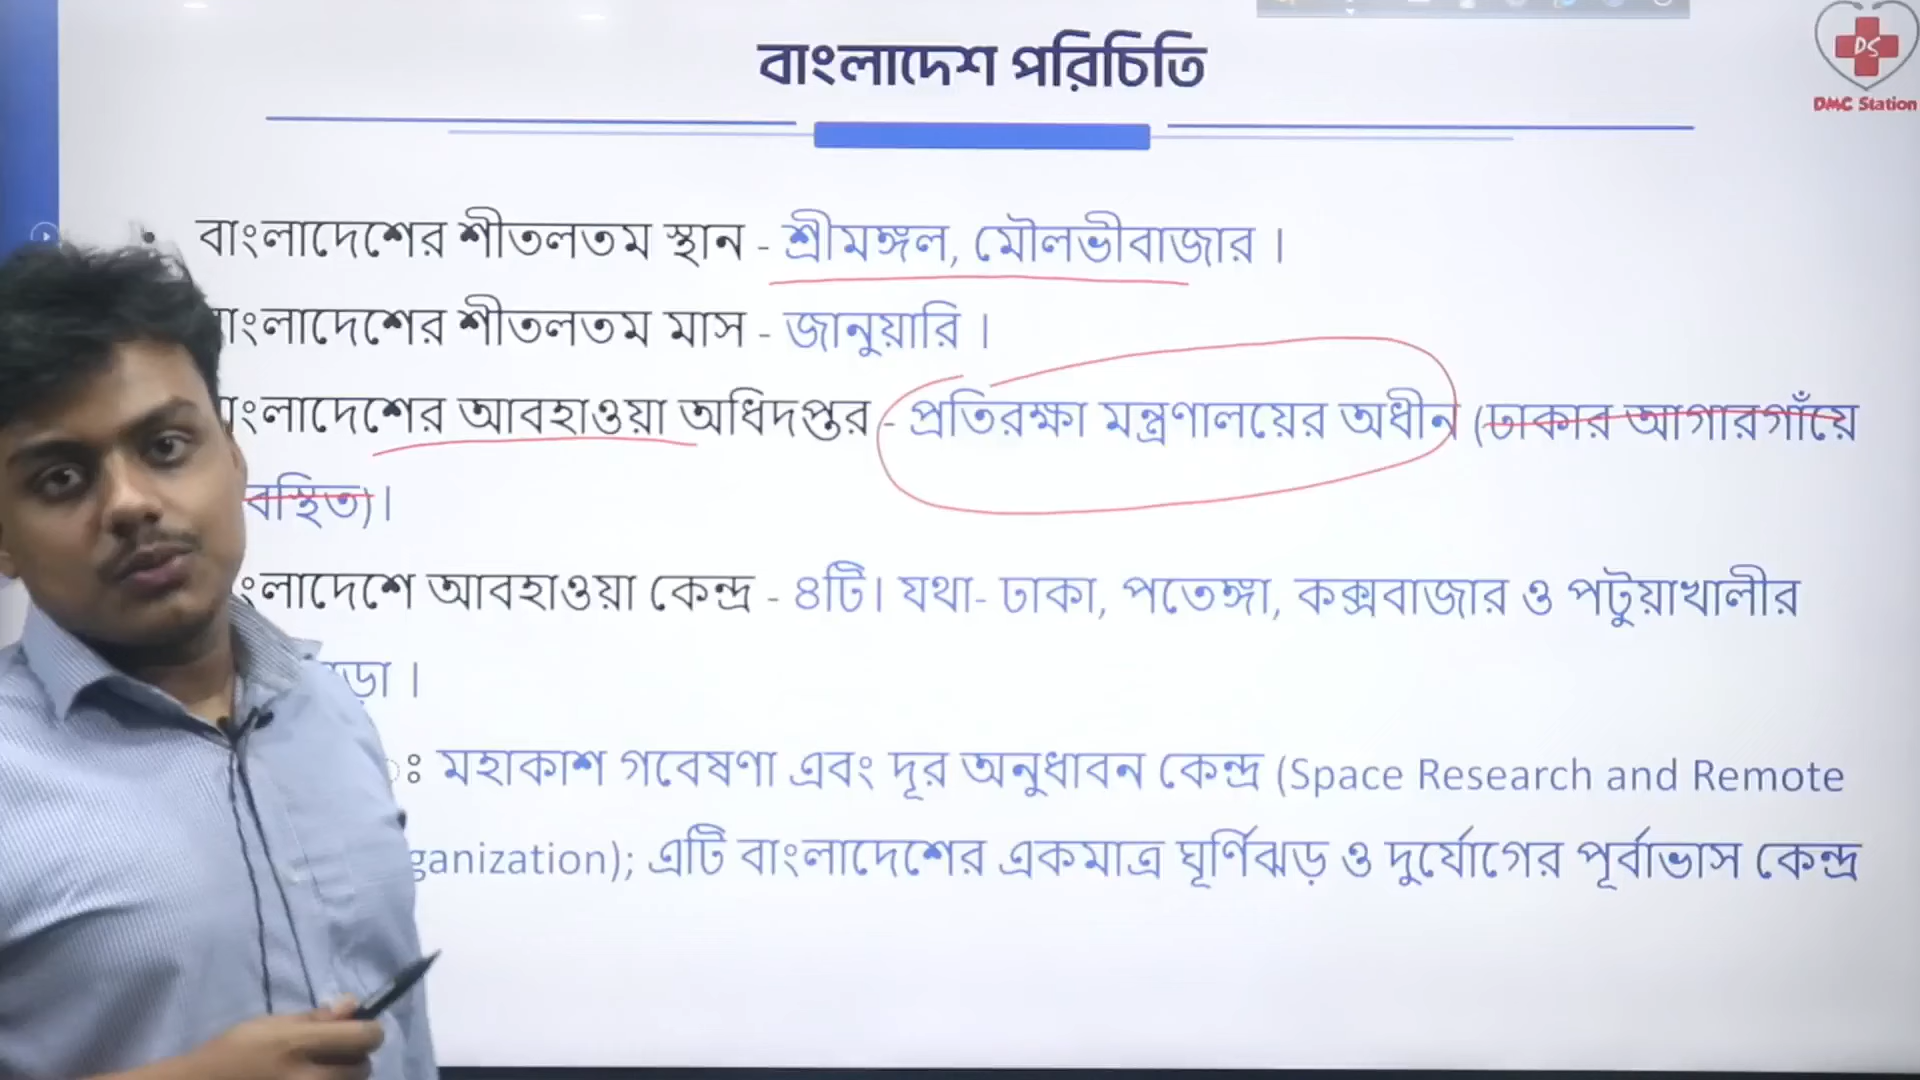 বাংলাদেশ পরিচিতি
DS
DMC Station
বাংলাদেশের শীতলতম স্থান - শ্রীমঙ্গল, মৌলভীবাজার ।
াংলাদেশের শীতলতম মাস - জানুয়ারি ।
াংলাদেশের আবহাওয়া অধিদপ্তর - প্রতিরক্ষা মন্ত্রণালয়ের অধীন (ঢাকার আগারগাঁয়ে
বস্থিত)।
ংলাদেশে আবহাওয়া কেন্দ্র - ৪টি। যথা- ঢাকা, পতেঙ্গা, কক্সবাজার ও পটুয়াখালীর
ড়া ।
ঃ মহাকাশ গবেষণা এবং দূর অনুধাবন কেন্দ্র (Space Research and Remote
ganization); এটি বাংলাদেশের একমাত্র ঘূর্ণিঝড় ও দুর্যোগের পূর্বাভাস কেন্দ্র